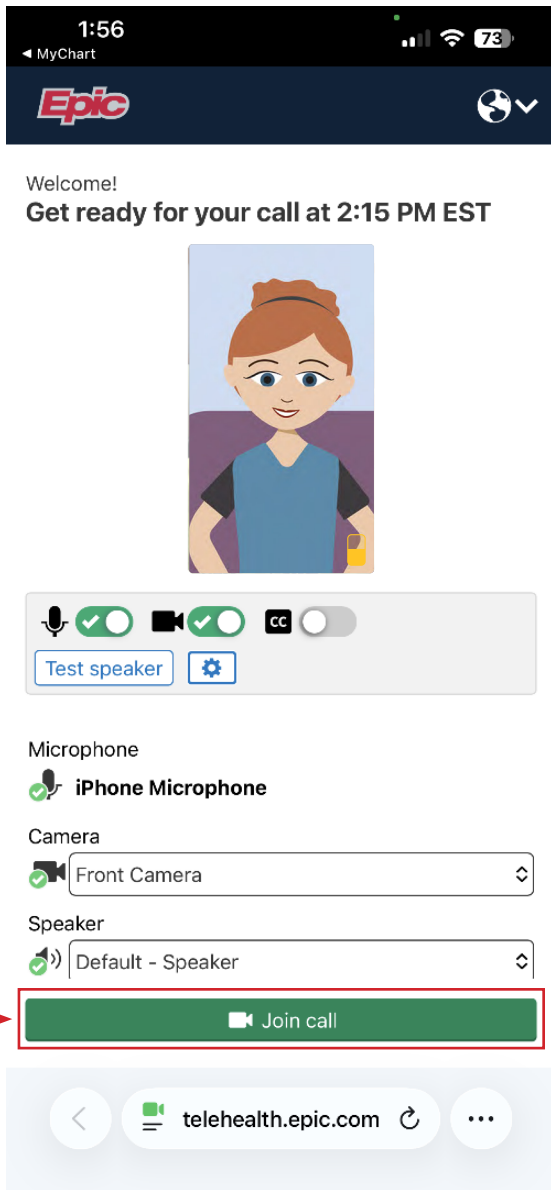 1:56
73
◀ MyChart
Epic
Welcome!
Get ready for your call at 2:15 PM EST
CC
Test speaker
Microphone
iPhone Microphone
Camera
Front Camera
Speaker
Default - Speaker
Join call
telehealth.epic.com